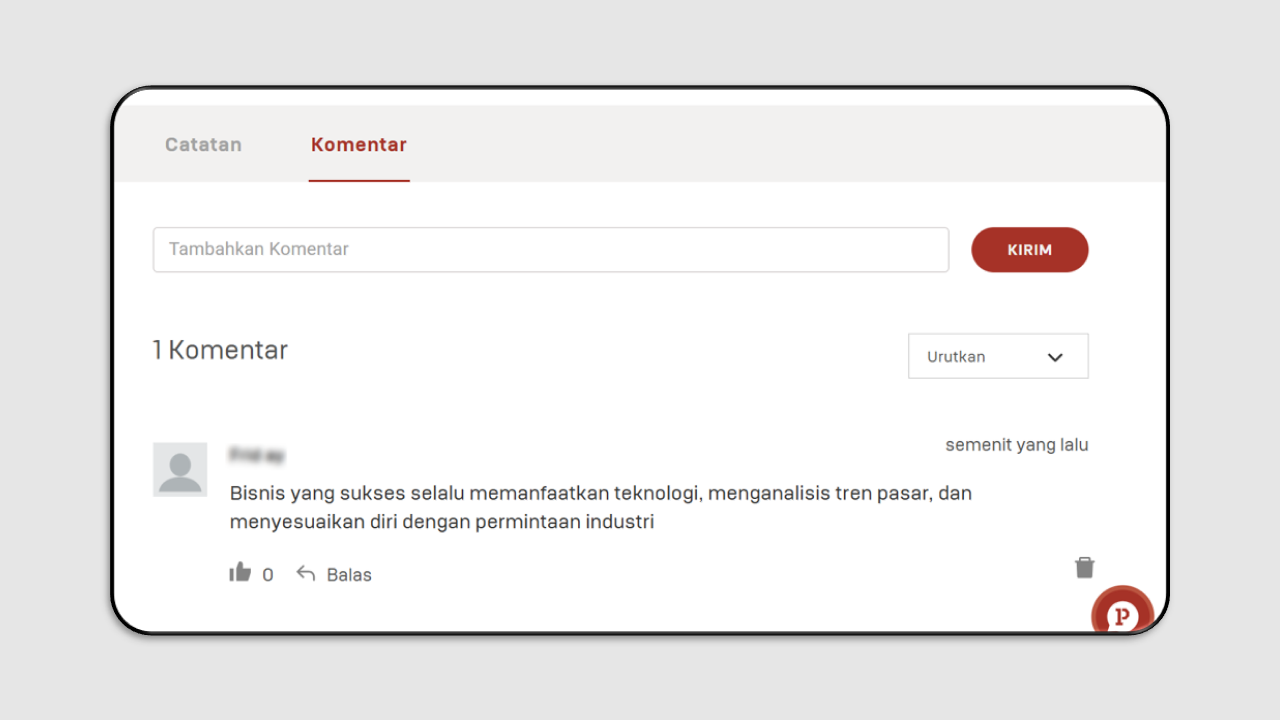 Catatan
Komentar
Tambahkan Komentar
KIRIM
1 Komentar
Urutkan
semenit yang lalu
Bisnis yang sukses selalu memanfaatkan teknologi, menganalisis tren pasar, dan
menyesuaikan diri dengan permintaan industri
0
Balas
P